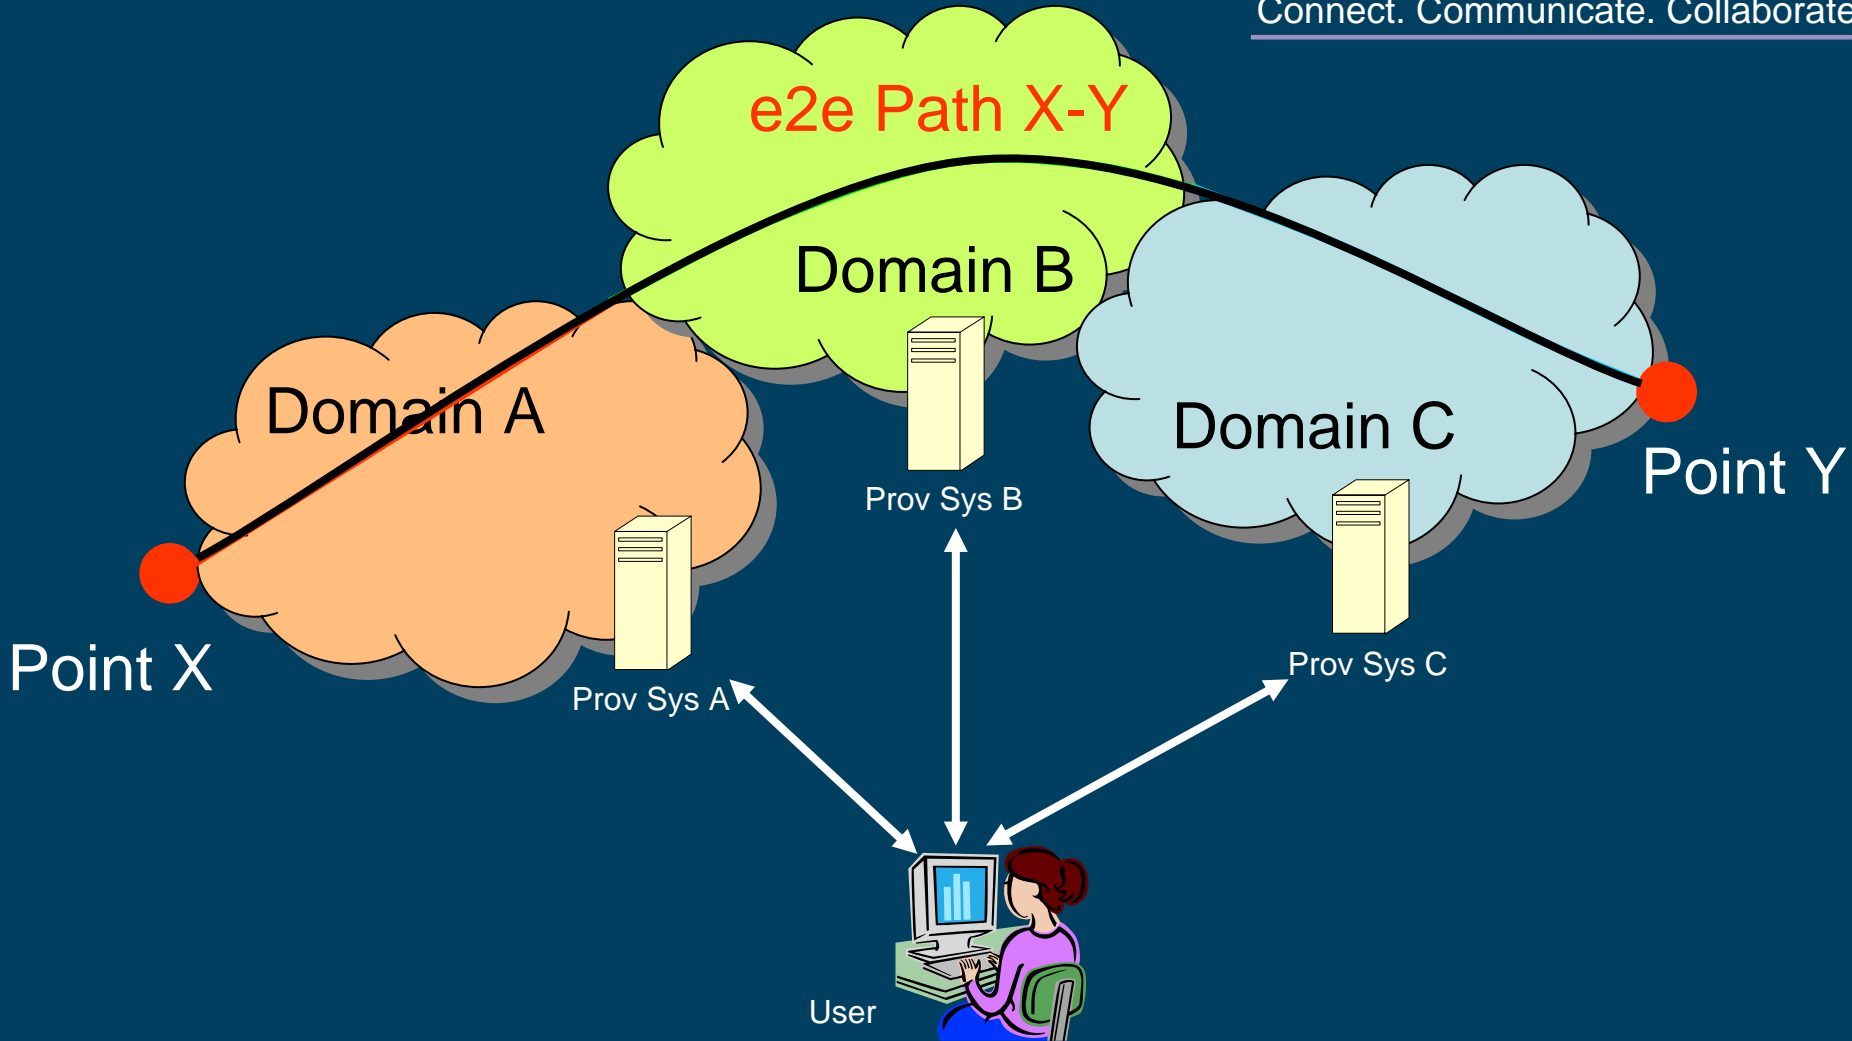 Connect. Communicate. Collaborate
e2e Path X-Y
Domain B
Domain A
Domain C
Point Y
Prov Sys B
Point X
Prov Sys C
Prov Sys A
User